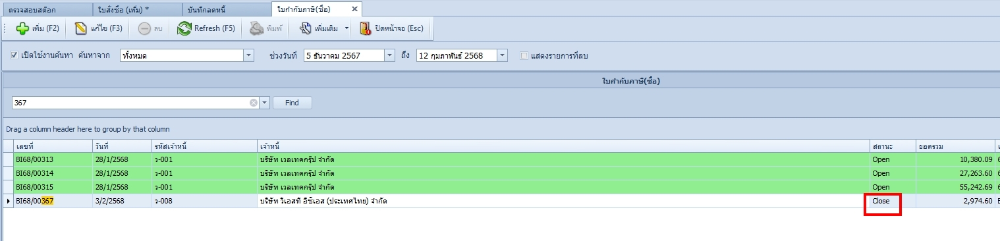 ตรวจสอบสต๊อก ใบสั่งซื้อ (เพิ่ม) * บันทึกลดหนี้ ใบกำกับภาษี(ซื้อ)
เพิ่ม (F2) แก้ไข (F3) ลบ Refresh (F5) พิมพ์ เพิ่มเติม ปิดหน้าจอ (Esc)
เปิดใช้งานค้นหา ค้นหาจาก ทั้งหมด ช่วงวันที่ 5 ธันวาคม 2567 ถึง 12 กุมภาพันธ์ 2568 แสดงรายการที่ลบ
ใบกำกับภาษี(ซื้อ)
367 Find
Drag a column header here to group by that column
เลขที่ วันที่ รหัสเจ้าหนี้ เจ้าหนี้ สถานะ ยอดรวม
BI68/00313 28/1/2568 ว-001 บริษัท เวลเทคกรุ๊ป จำกัด Open 10,380.09
BI68/00314 28/1/2568 ว-001 บริษัท เวลเทคกรุ๊ป จำกัด Open 27,263.60
BI68/00315 28/1/2568 ว-001 บริษัท เวลเทคกรุ๊ป จำกัด Open 55,242.69
BI68/00367 3/2/2568 ว-008 บริษัท วีเอสที อีซีเอส (ประเทศไทย) จำกัด Close 2,974.60